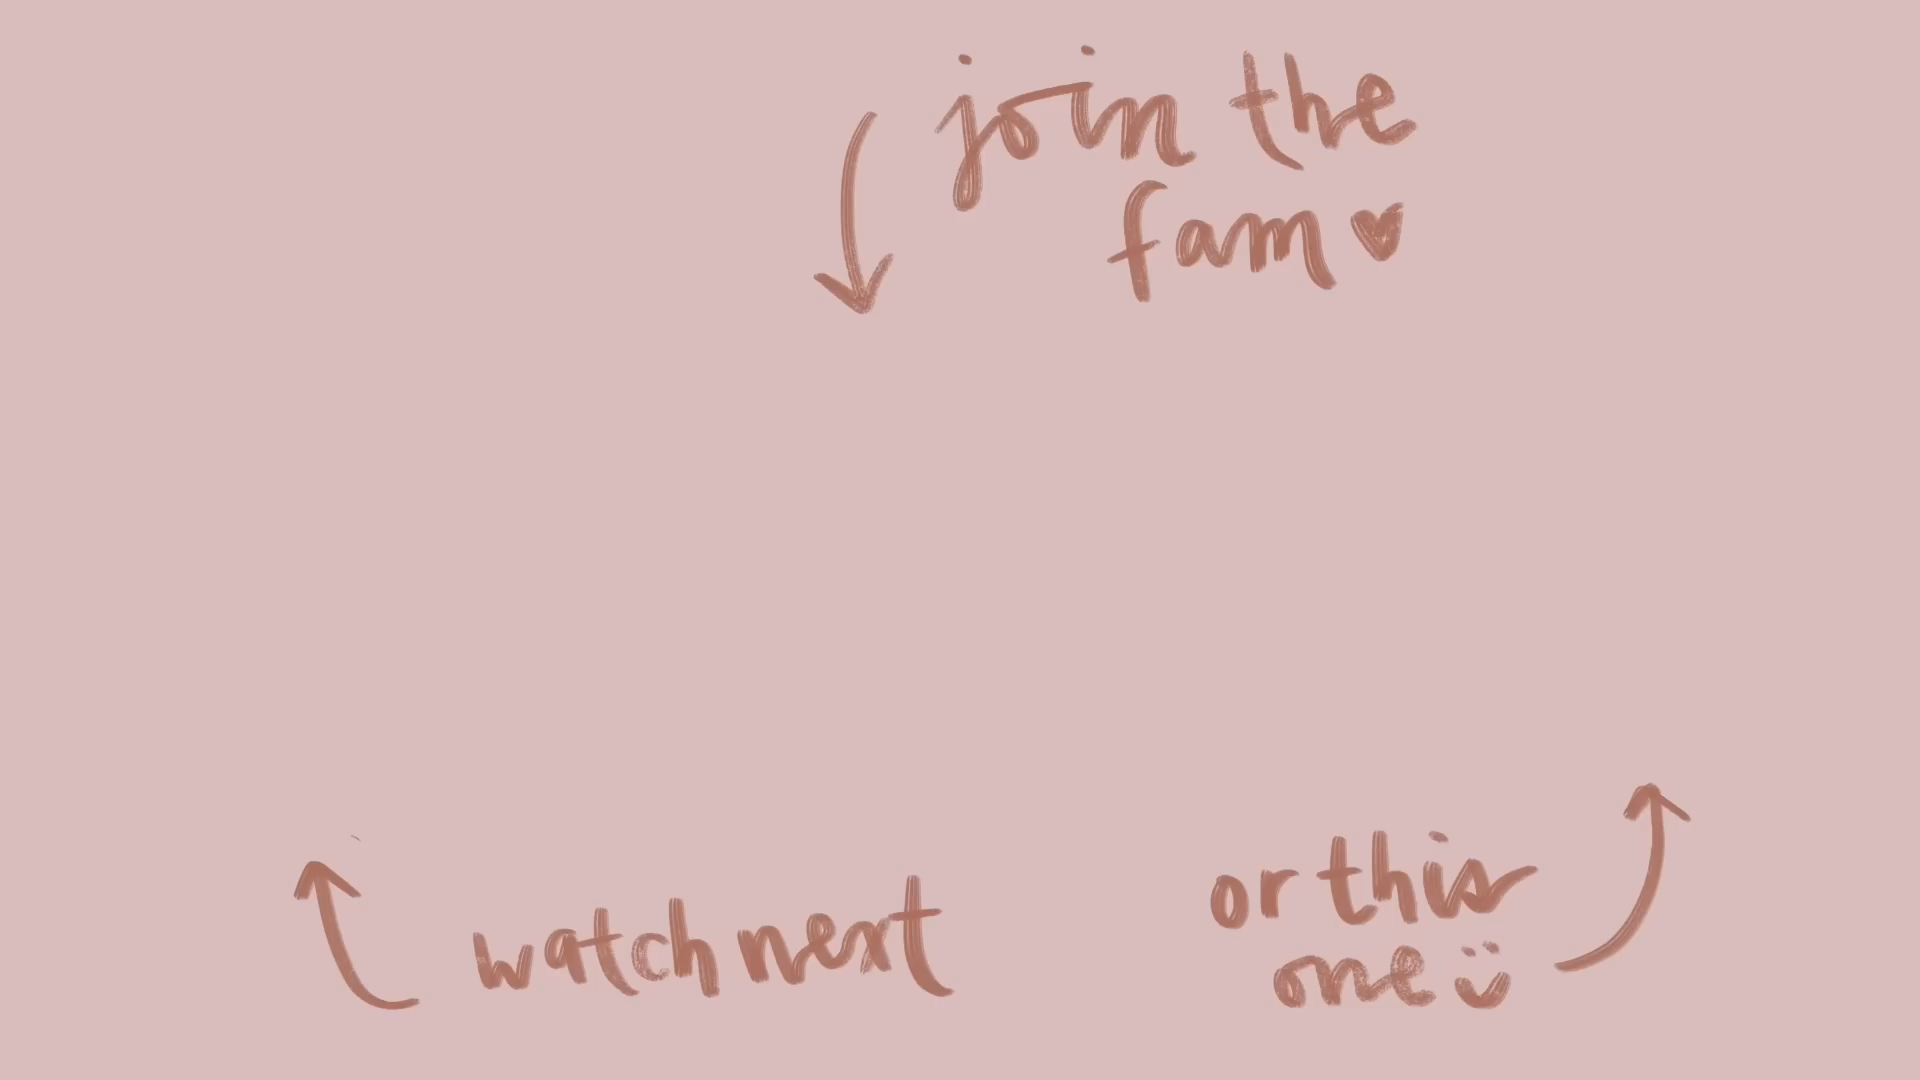 join the
fam ♥
watch next
or this
one